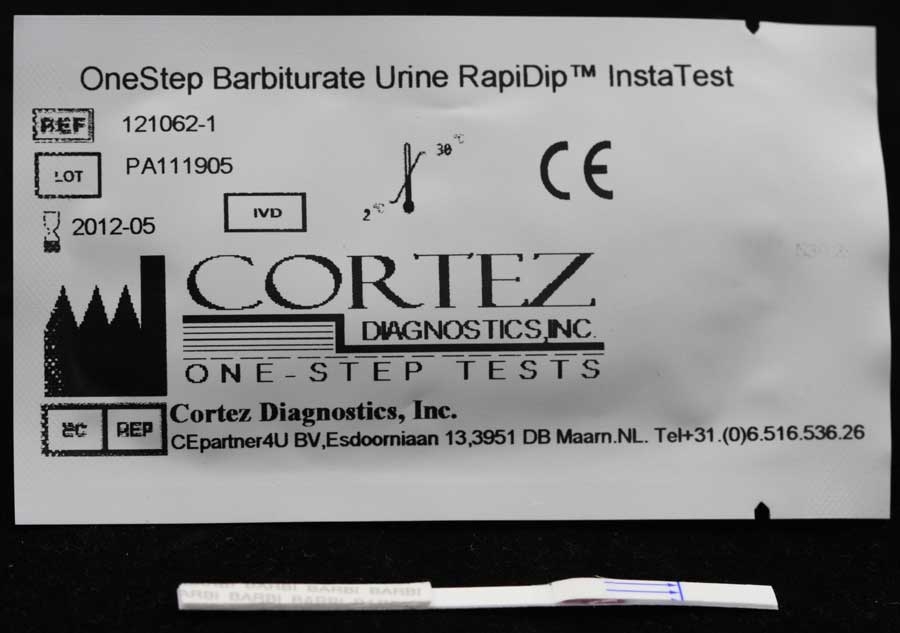 OneStep Barbiturate Urine RapiDip™ InstaTest
REF 121062-1
LOT PA111905
2012-05
IVD
2°C
30°C
CE
CORTEZ
DIAGNOSTICS,INC.
ONE-STEP TESTS
EC REP
Cortez Diagnostics, Inc.
CEpartner4U BV,Esdoorniaan 13,3951 DB Maarn.NL. Tel+31.(0)6.516.536.26
BARBI BARBI BARBI BARBI
BARBI BARBI BARBI BARBI